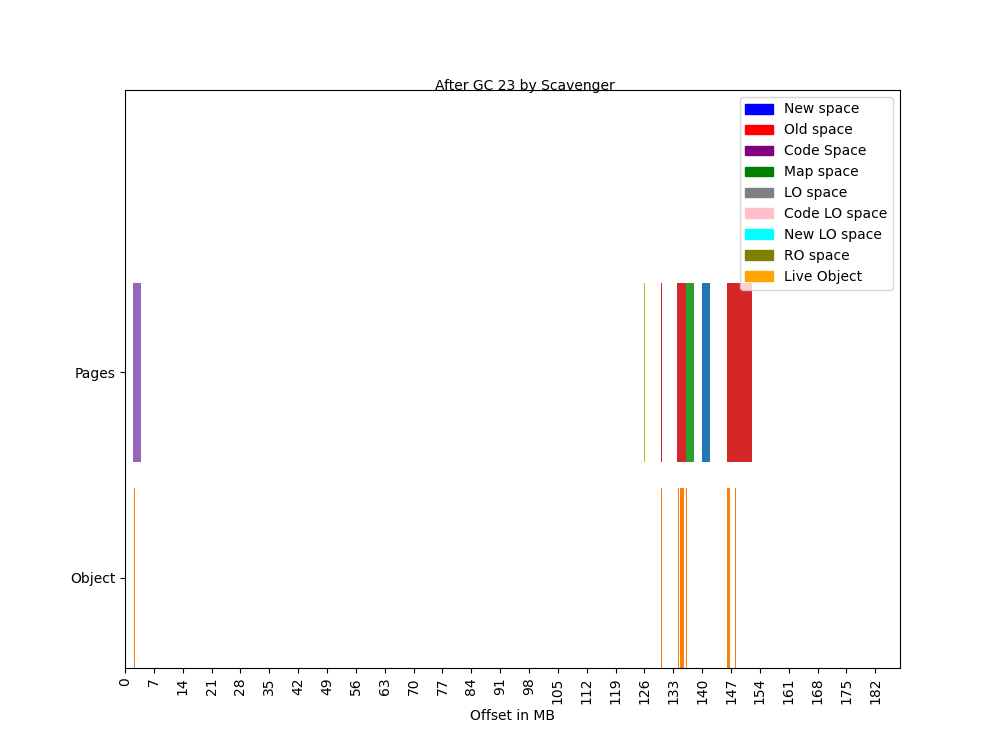 After GC 23 by Scavenger
New space
Old space
Code Space
Map space
LO space
Code LO space
New LO space
RO space
Live Object
Pages
Object
0 7 14 21 28 35 42 49 56 63 70 77 84 91 98 105 112 119 126 133 140 147 154 161 168 175 182
Offset in MB